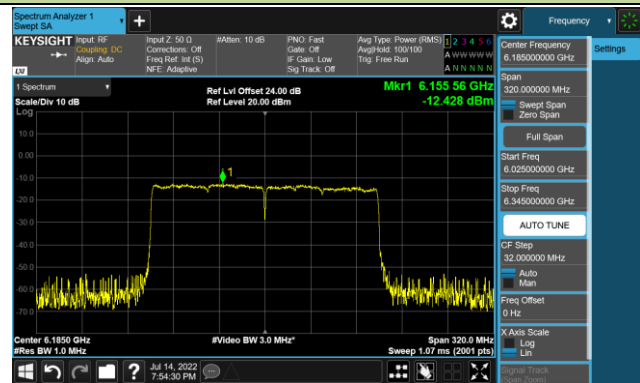 Spectrum Analyzer 1
Swept SA
Frequency
KEYSIGHT
Input: RF
Coupling: DC
Align: Auto
Input Z: 50 Ω
Corrections: Off
Freq Ref: Int (S)
NFE: Adaptive
#Atten: 10 dB
PNO: Fast
Gate: Off
IF Gain: Low
Sig Track: Off
Avg Type: Power (RMS)
Avg|Hold: 100/100
Trig: Free Run
1 2 3 4 5 6
A W W W W W
A N N N N N
LXI
1 Spectrum
Scale/Div 10 dB
Log
Ref Lvl Offset 24.00 dB
Ref Level 20.00 dBm
Mkr1 6.155 56 GHz
-12.428 dBm
10.0
0.00
-10.0
-20.0
-30.0
-40.0
-50.0
-60.0
-70.0
1
Center 6.1850 GHz
#Res BW 1.0 MHz
#Video BW 3.0 MHz*
Span 320.0 MHz
Sweep 1.07 ms (2001 pts)
Jul 14, 2022
7:54:30 PM
Center Frequency
6.185000000 GHz
Span
320.000000 MHz
Swept Span
Zero Span
Full Span
Start Freq
6.025000000 GHz
Stop Freq
6.345000000 GHz
AUTO TUNE
CF Step
32.000000 MHz
Auto
Man
Freq Offset
0 Hz
X Axis Scale
Log
Lin
Signal Track
(Span Zoom)
Settings